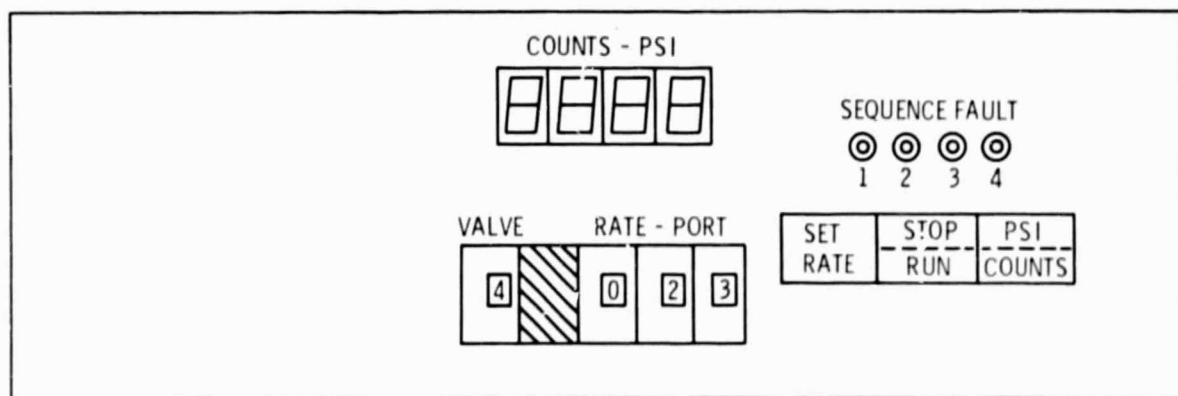 COUNTS - PSI
8888
SEQUENCE FAULT
1 2 3 4
VALVE RATE - PORT
4 0 2 3
SET RATE
STOP
RUN
PSI
COUNTS